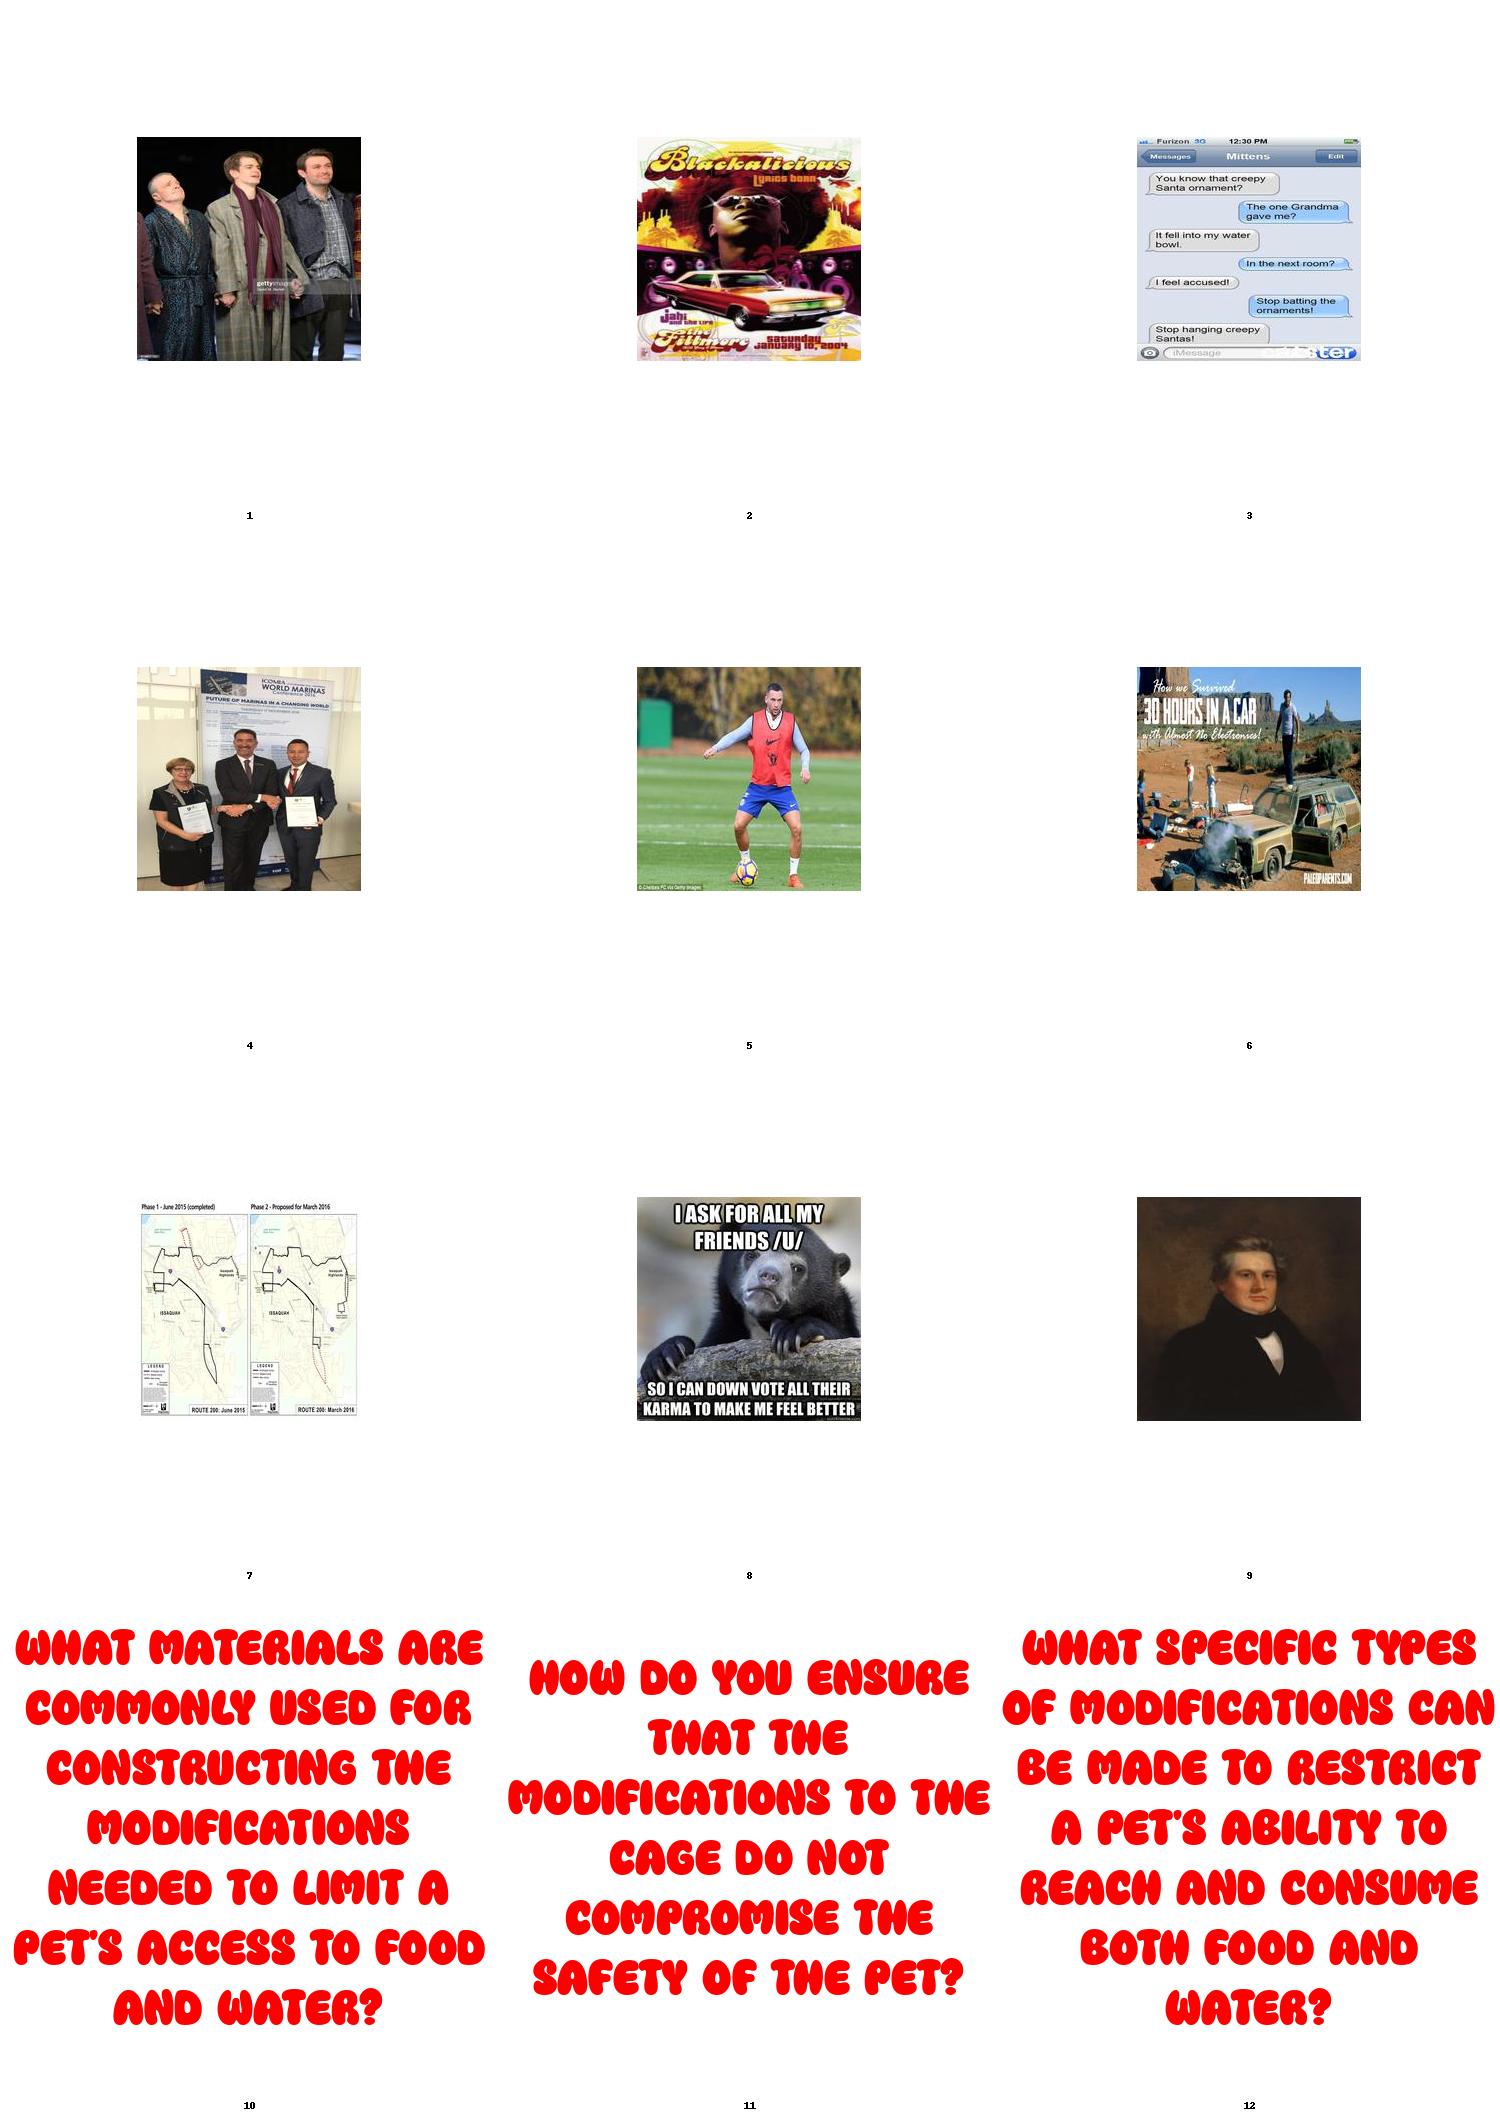 gettyimages
1
Blackalicious
Lyrics born
jahi
and the life
the
Fillmore
saturday
january 10, 2004
2
Furizon 3G 12:30 PM
Messages Mittens Edit
You know that creepy
Santa ornament?
The one Grandma
gave me?
It fell into my water
bowl.
In the next room?
I feel accused!
Stop batting the
ornaments!
Stop hanging creepy
Santas!
iMessage
3
ICOMIA
WORLD MARINAS
Conference 2016
FUTURE OF MARINAS IN A CHANGING WORLD
4
© Chelsea FC via Getty Images
5
How we Survived
30 HOURS IN A CAR
with Almost No Electronics!
PALEOPARENTS.COM
6
Phase 1 - June 2015 (completed) Phase 2 - Proposed for March 2016
Issaquah
Highlands
Issaquah
Highlands
ISSAQUAH
ISSAQUAH
LEGEND
LEGEND
ROUTE 200: June 2015
ROUTE 200: March 2016
7
I ASK FOR ALL MY
FRIENDS /U/
SO I CAN DOWN VOTE ALL THEIR
KARMA TO MAKE ME FEEL BETTER
8
9
WHAT MATERIALS ARE
COMMONLY USED FOR
CONSTRUCTING THE
MODIFICATIONS
NEEDED TO LIMIT A
PET'S ACCESS TO FOOD
AND WATER?
10
HOW DO YOU ENSURE
THAT THE
MODIFICATIONS TO THE
CAGE DO NOT
COMPROMISE THE
SAFETY OF THE PET?
11
WHAT SPECIFIC TYPES
OF MODIFICATIONS CAN
BE MADE TO RESTRICT
A PET'S ABILITY TO
REACH AND CONSUME
BOTH FOOD AND
WATER?
12